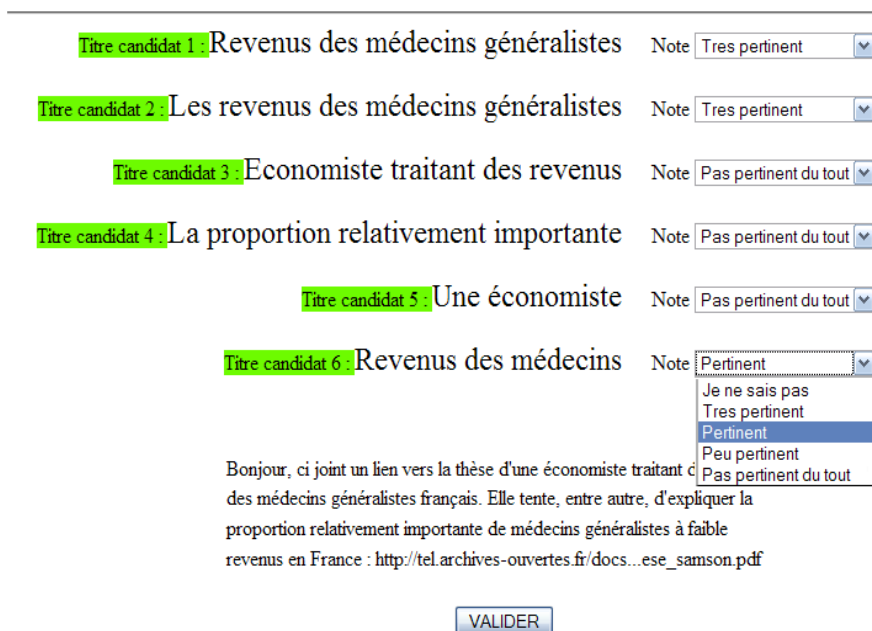 Titre candidat 1 : Revenus des médecins généralistes Note Tres pertinent
Titre candidat 2 : Les revenus des médecins généralistes Note Tres pertinent
Titre candidat 3 : Economiste traitant des revenus Note Pas pertinent du tout
Titre candidat 4 : La proportion relativement importante Note Pas pertinent du tout
Titre candidat 5 : Une économiste Note Pas pertinent du tout
Titre candidat 6 : Revenus des médecins Note Pertinent
Je ne sais pas
Tres pertinent
Pertinent
Peu pertinent
Pas pertinent du tout
Bonjour, ci joint un lien vers la thèse d'une économiste traitant
des médecins généralistes français. Elle tente, entre autre, d'expliquer la
proportion relativement importante de médecins généralistes à faible
revenus en France : http://tel.archives-ouvertes.fr/docs...ese_samson.pdf
VALIDER